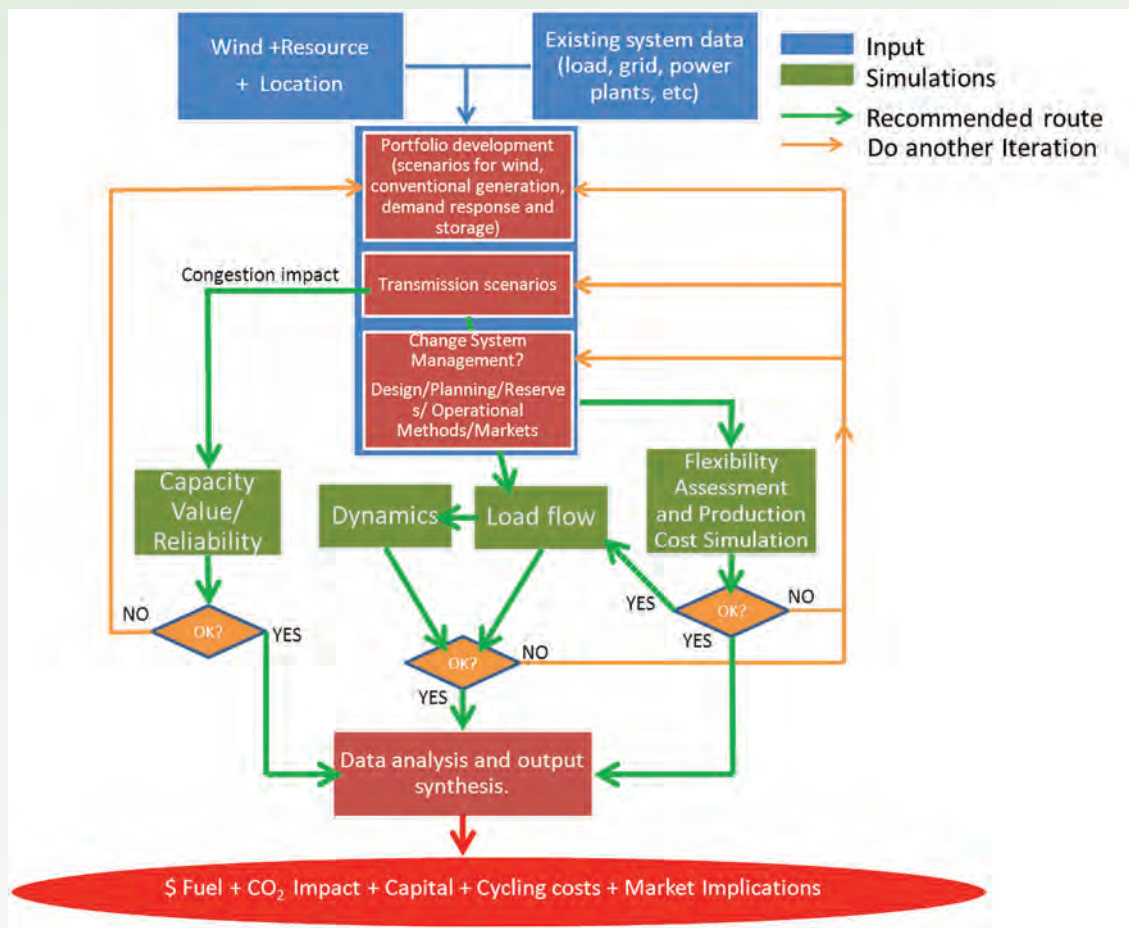 Wind +Resource
+ Location
Existing system data
(load, grid, power
plants, etc)
Input
Simulations
Recommended route
Do another Iteration
Portfolio development
(scenarios for wind,
conventional generation,
demand response and
storage)
Congestion impact
Transmission scenarios
Change System
Management?
Design/Planning/Reserve
s/ Operational
Methods/Markets
Capacity
Value/
Reliability
Dynamics
Load flow
Flexibility
Assessment
and Production
Cost Simulation
NO
OK?
YES
OK?
NO
YES
YES
OK?
NO
YES
Data analysis and output
synthesis.
$ Fuel + CO2 Impact + Capital + Cycling costs + Market Implications